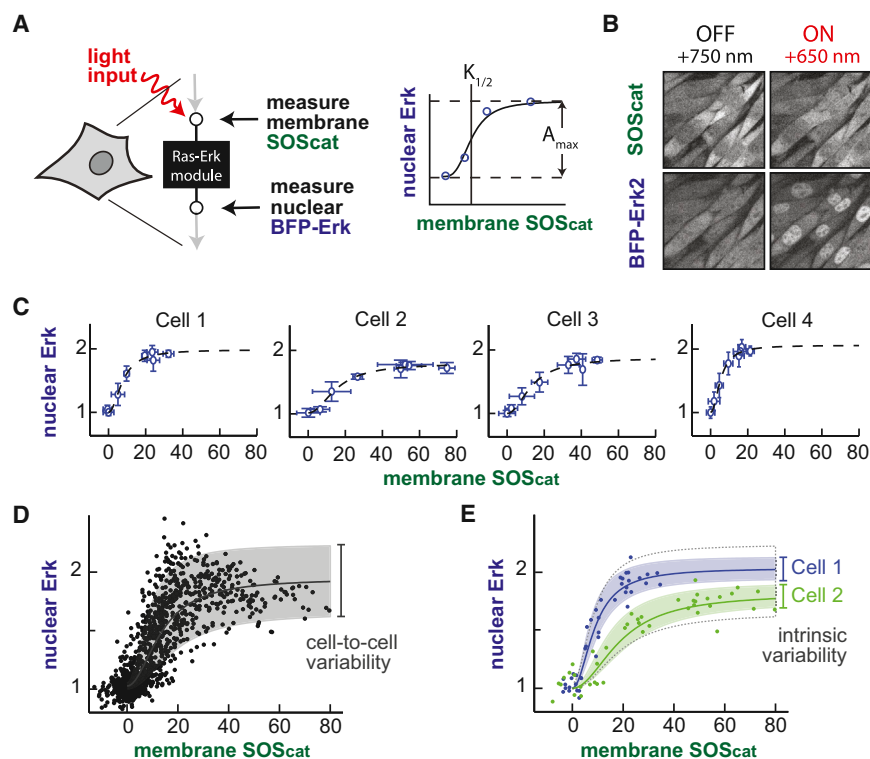 A
light
input
measure
membrane
SOScat
Ras-Erk
module
measure
nuclear
BFP-Erk
K1/2
nuclear Erk
Amax
membrane SOScat
B
OFF
+750 nm
ON
+650 nm
SOScat
BFP-Erk2
C
Cell 1
Cell 2
Cell 3
Cell 4
nuclear Erk
2
1
0 20 40 60 80
2
1
0 20 40 60 80
2
1
0 20 40 60 80
2
1
0 20 40 60 80
membrane SOScat
D
nuclear Erk
2
1
cell-to-cell
variability
0 20 40 60 80
membrane SOScat
E
nuclear Erk
2
1
Cell 1
Cell 2
intrinsic
variability
0 20 40 60 80
membrane SOScat